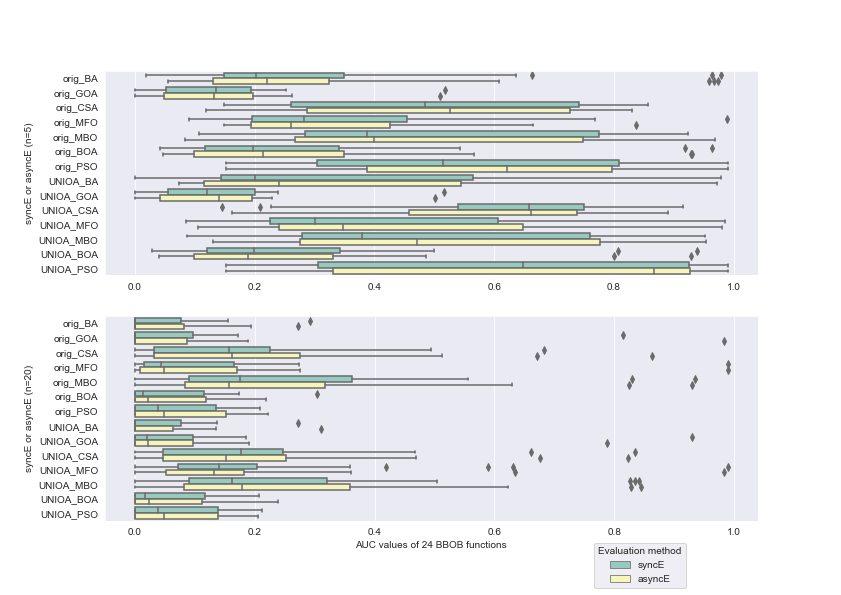 syncE or asyncE (n=5)
orig_BA
orig_GOA
orig_CSA
orig_MFO
orig_MBO
orig_BOA
orig_PSO
UNIOA_BA
UNIOA_GOA
UNIOA_CSA
UNIOA_MFO
UNIOA_MBO
UNIOA_BOA
UNIOA_PSO
0.0 0.2 0.4 0.6 0.8 1.0
syncE or asyncE (n=20)
orig_BA
orig_GOA
orig_CSA
orig_MFO
orig_MBO
orig_BOA
orig_PSO
UNIOA_BA
UNIOA_GOA
UNIOA_CSA
UNIOA_MFO
UNIOA_MBO
UNIOA_BOA
UNIOA_PSO
0.0 0.2 0.4 0.6 0.8 1.0
AUC values of 24 BBOB functions
Evaluation method
syncE
asyncE